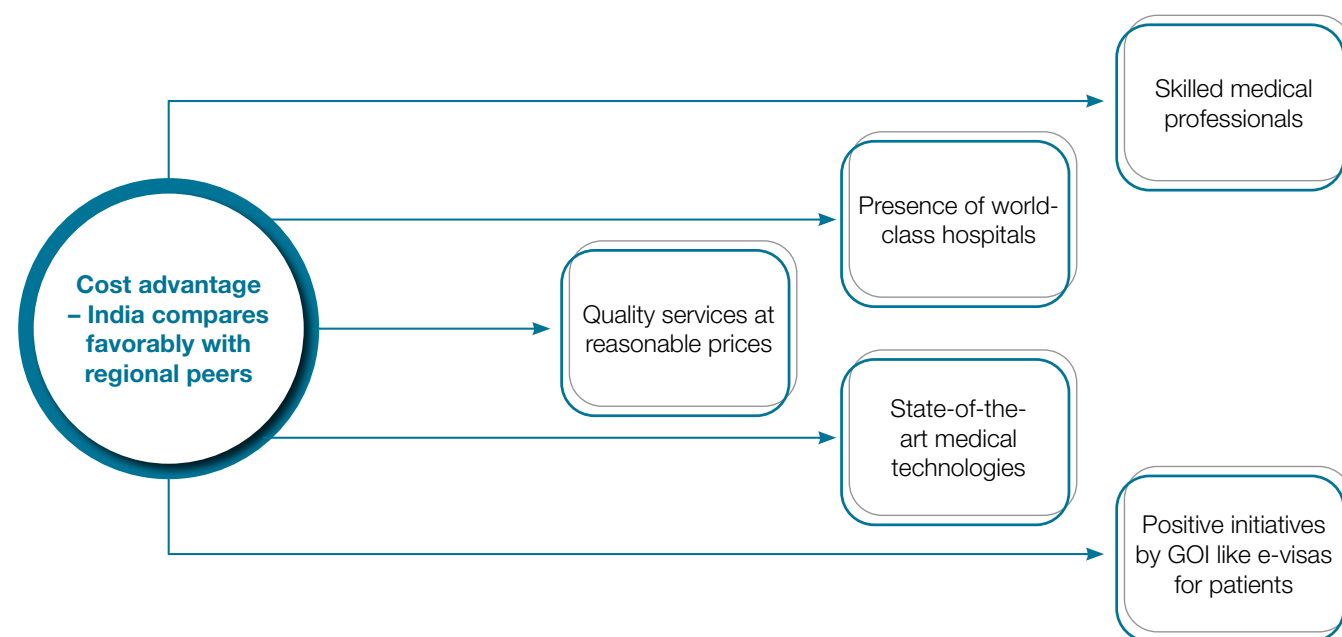 Skilled medical
professionals
Presence of world-
class hospitals
Cost advantage
– India compares
favorably with
regional peers
Quality services at
reasonable prices
State-of-the-
art medical
technologies
Positive initiatives
by GOI like e-visas
for patients